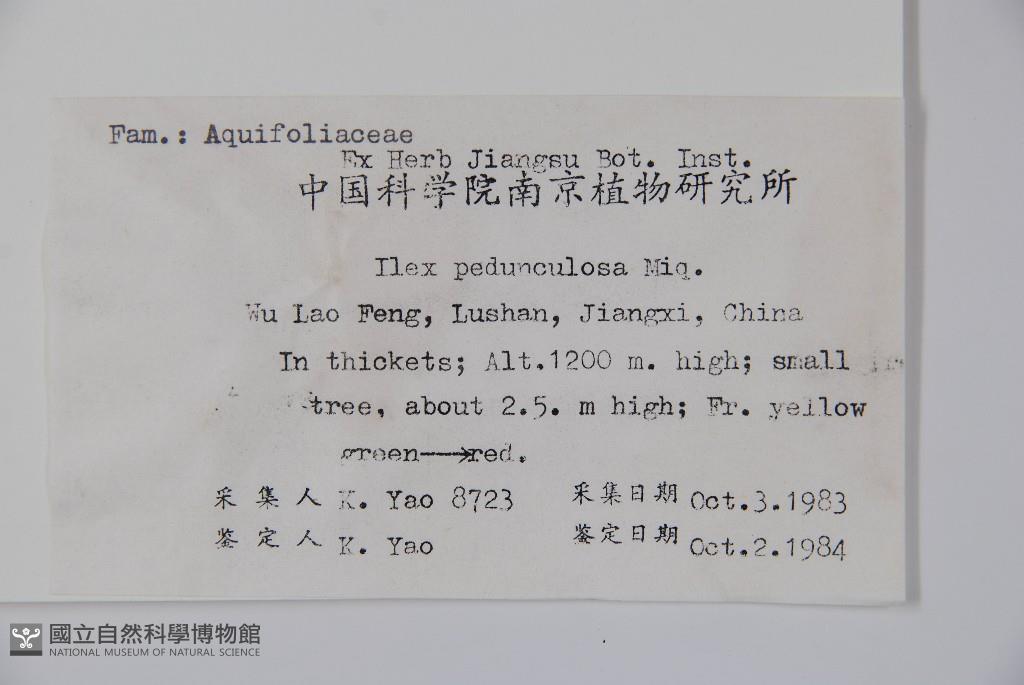 Fam.: Aquifoliaceae
Ex Herb Jiangsu Bot. Inst.
中国科学院南京植物研究所
Ilex pedunculosa Miq.
Wu Lao Feng, Lushan, Jiangxi, China
In thickets; Alt.1200 m. high; small
tree, about 2.5. m high; Fr. yellow
green→red.
采集人 K. Yao 8723 采集日期 Oct.3.1983
鉴定人 K. Yao 鉴定日期 Oct.2.1984
國立自然科學博物館
NATIONAL MUSEUM OF NATURAL SCIENCE